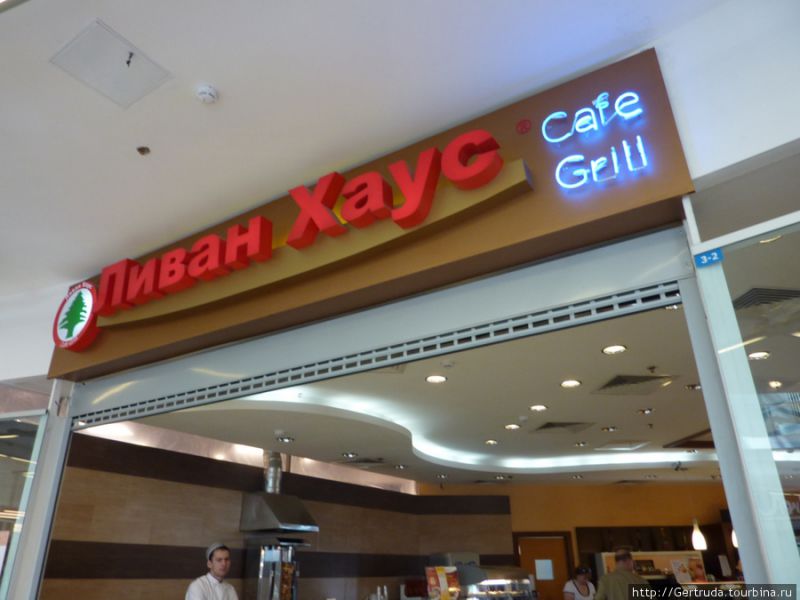 Ливан Хаус ®
Cafe
Grill
3-2
http://Gertruda.tourbina.ru